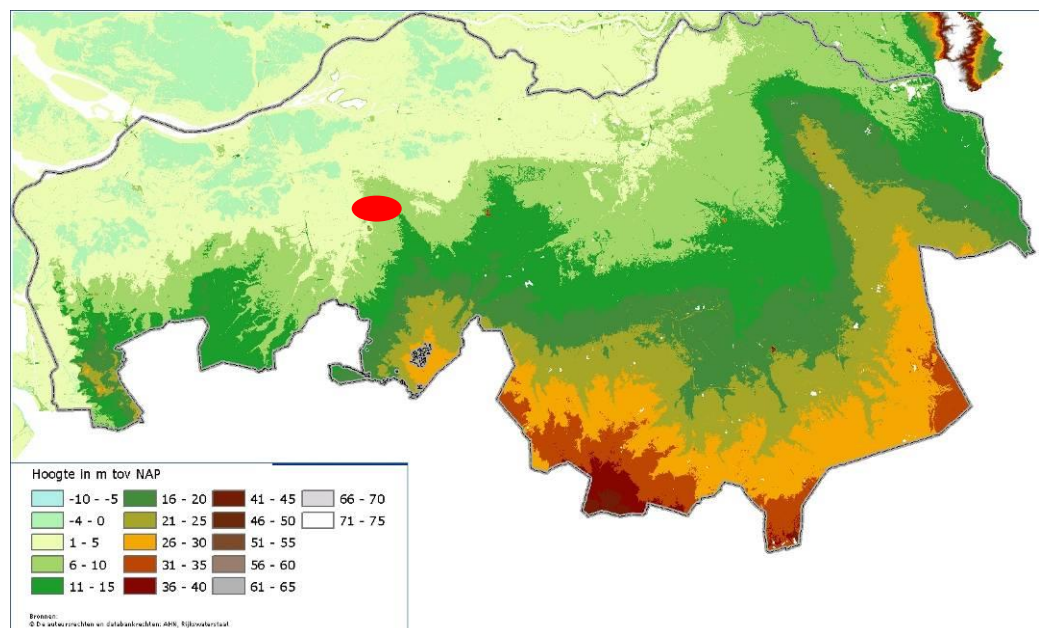 Hoogte in m tov NAP
-10 - -5
-4 - 0
1 - 5
6 - 10
11 - 15
16 - 20
21 - 25
26 - 30
31 - 35
36 - 40
41 - 45
46 - 50
51 - 55
56 - 60
61 - 65
66 - 70
71 - 75
Bronnen:
© De auteursrechten en databankrechten: AHN, Rijkswaterstaat